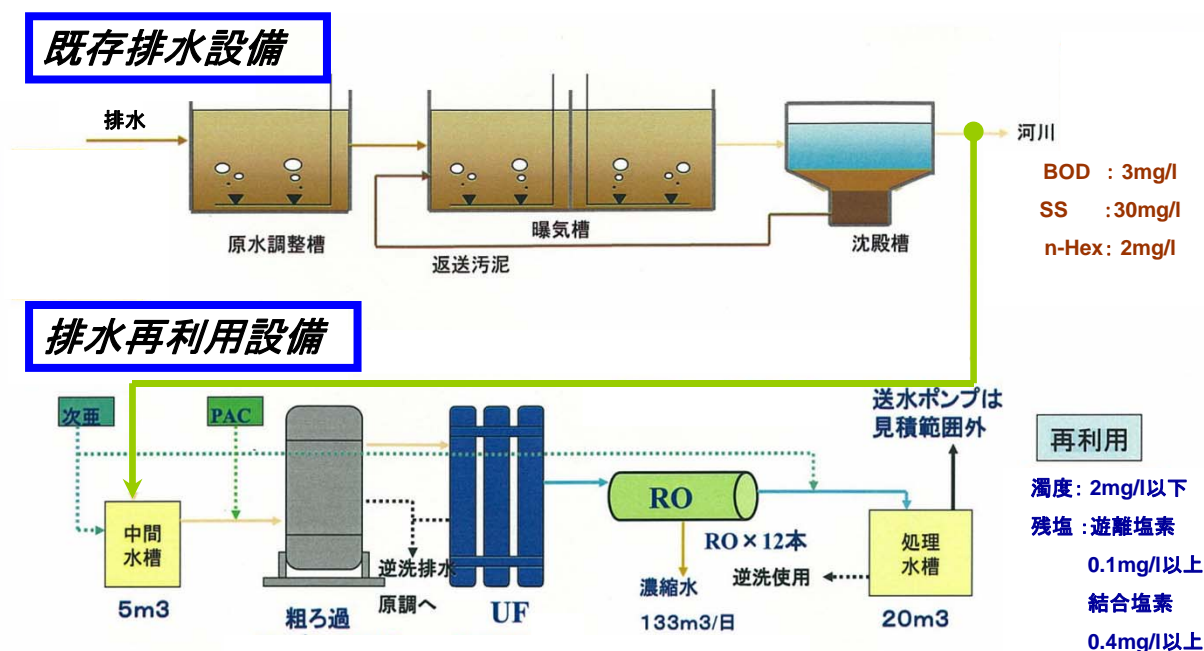 既存排水設備
排水
河川
BOD : 3mg/l
SS :30mg/l
n-Hex: 2mg/l
原水調整槽
曝気槽
沈殿槽
返送汚泥
排水再利用設備
次亜
PAC
送水ポンプは
見積範囲外
再利用
濁度: 2mg/l以下
残塩 :遊離塩素
0.1mg/l以上
結合塩素
0.4mg/l以上
中間
水槽
5m3
粗ろ過
逆洗排水
原調へ
UF
RO
RO×12本
濃縮水
133m3/日
逆洗使用
処理
水槽
20m3